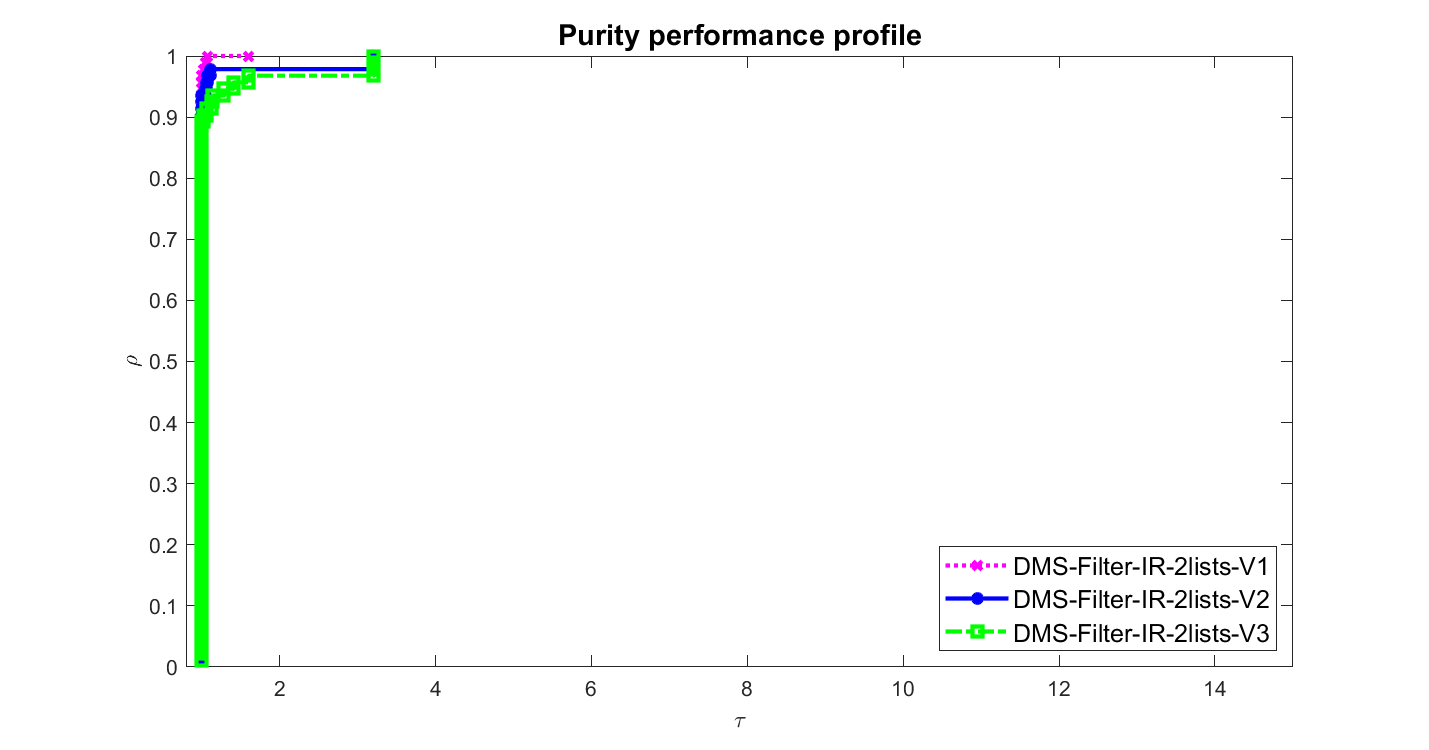 Purity performance profile
1
0.9
0.8
0.7
0.6
0.5
0.4
0.3
0.2
0.1
0
ρ
2 4 6 8 10 12 14
τ
DMS-Filter-IR-2lists-V1
DMS-Filter-IR-2lists-V2
DMS-Filter-IR-2lists-V3